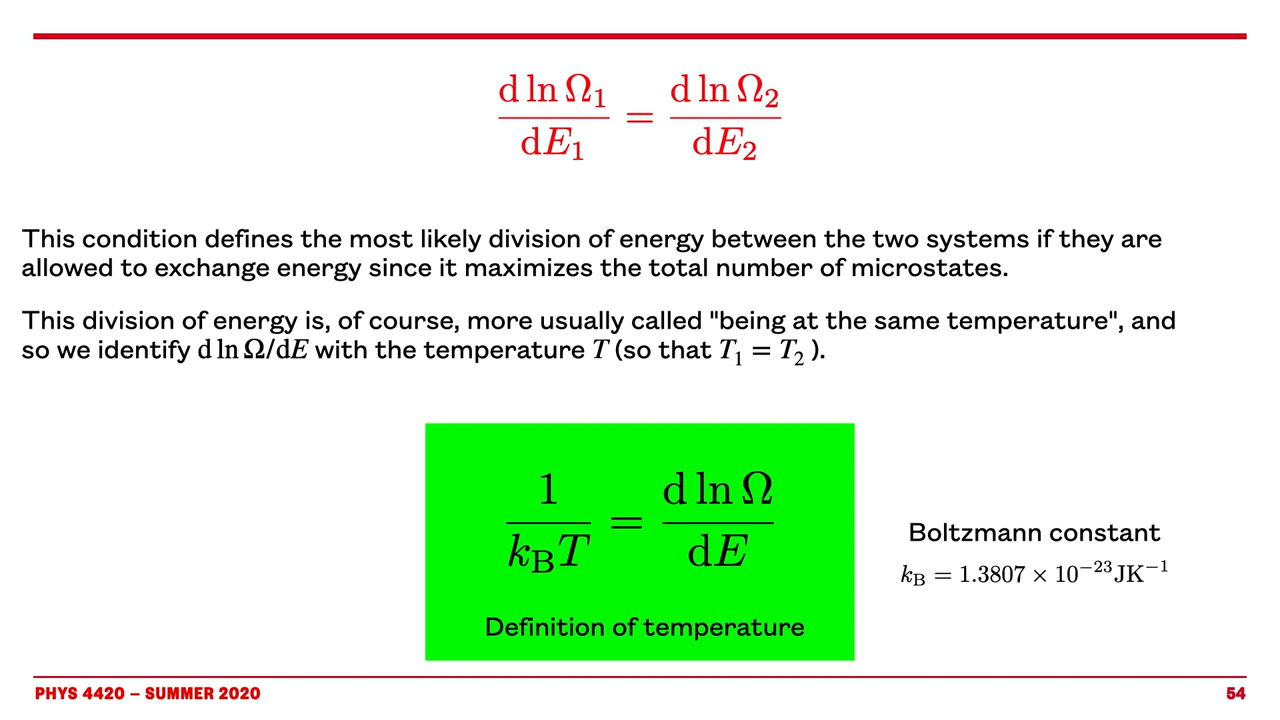 d ln Ω₁ / dE₁ = d ln Ω₂ / dE₂
This condition defines the most likely division of energy between the two systems if they are
allowed to exchange energy since it maximizes the total number of microstates.
This division of energy is, of course, more usually called "being at the same temperature", and
so we identify d ln Ω/dE with the temperature T (so that T₁ = T₂ ).
1 / k_B T = d ln Ω / dE
Definition of temperature
Boltzmann constant
k_B = 1.3807 × 10⁻²³ JK⁻¹
PHYS 4420 – SUMMER 2020
54